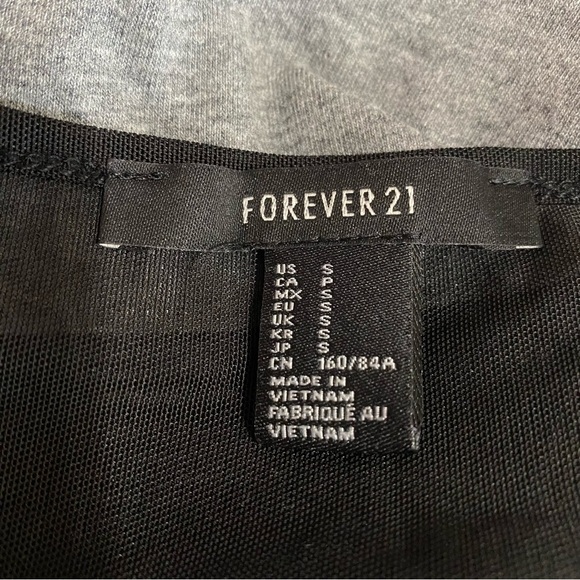 FOREVER 21
US S
CA P
MX S
EU S
UK S
KR S
JP S
CN 160/84A
MADE IN
VIETNAM
FABRIQUÉ AU
VIETNAM